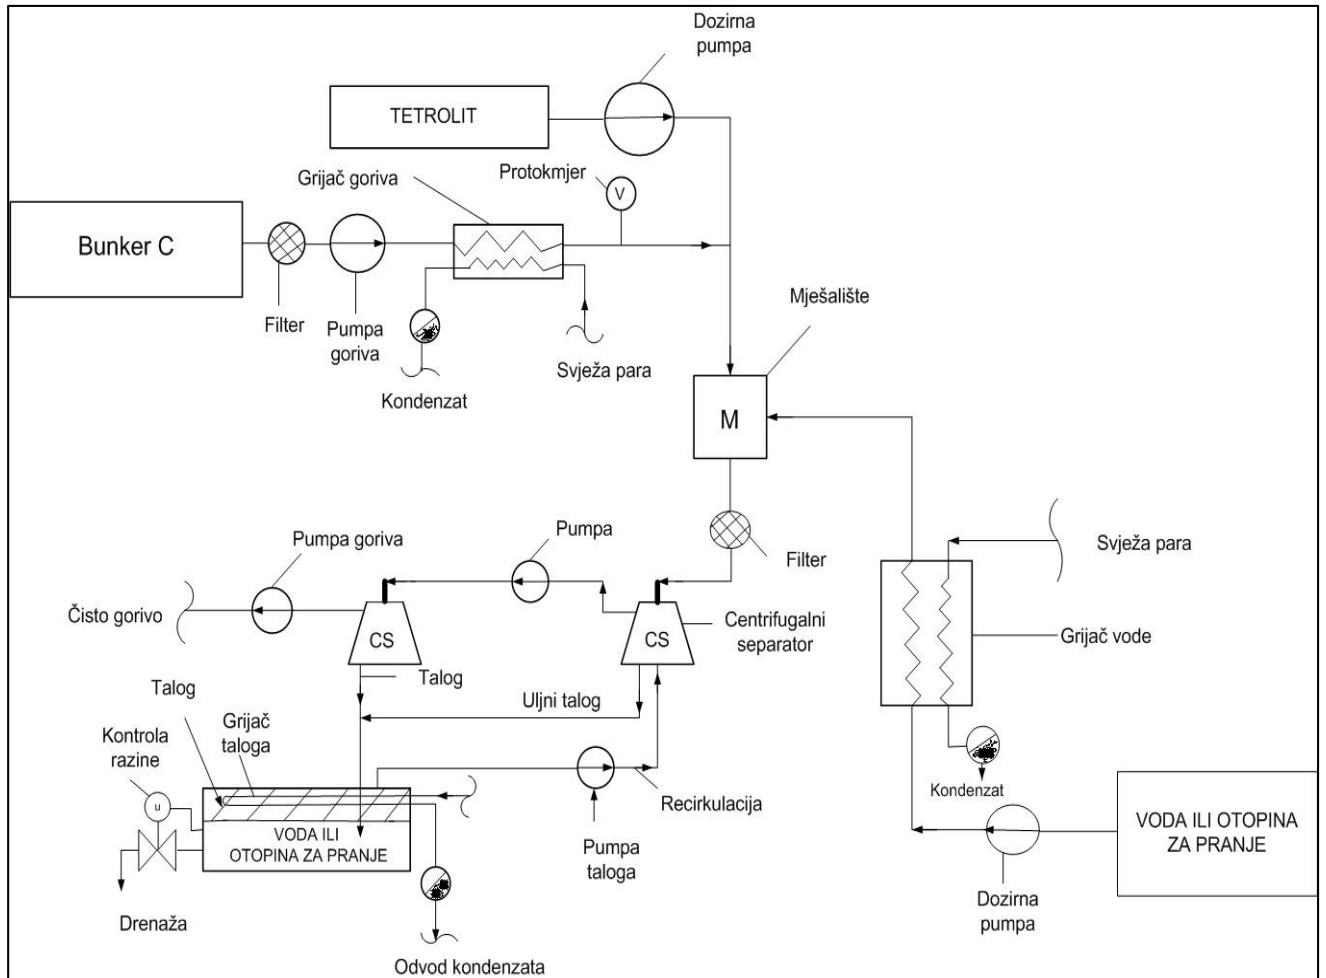 Dozirna
pumpa
TETROLIT
Grijač goriva
Protokmjer
V
Bunker C
Filter
Pumpa
goriva
Svježa para
Kondenzat
Mješalište
M
Pumpa goriva
Pumpa
Filter
Svježa para
Čisto gorivo
CS
CS
Centrifugalni
separator
Grijač vode
Talog
Talog
Uljni talog
Kontrola
razine
Grijač
taloga
Kondenzat
Recirkulacija
u
VODA ILI
OTOPINA ZA PRANJE
Pumpa
taloga
VODA ILI OTOPINA
ZA PRANJE
Dozirna
pumpa
Drenaža
Odvod kondenzata